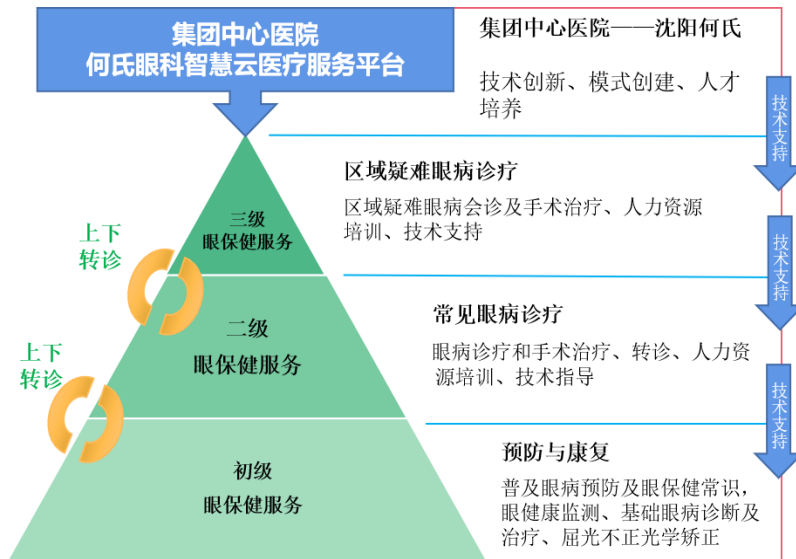 集团中心医院
何氏眼科智慧云医疗服务平台
集团中心医院——沈阳何氏
技术创新、模式创建、人才
培养
技术支持
区域疑难眼病诊疗
区域疑难眼病会诊及手术治疗、人力资源
培训、技术支持
三级
眼保健服务
上下
转诊
技术支持
常见眼病诊疗
眼病诊疗和手术治疗、转诊、人力资
源培训、技术指导
二级
眼保健服务
上下
转诊
技术支持
预防与康复
普及眼病预防及眼保健常识，
眼健康监测、基础眼病诊断及
治疗、屈光不正光学矫正
初级
眼保健服务